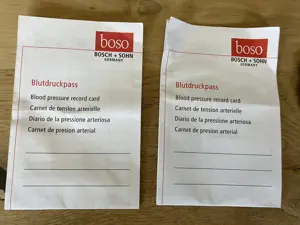 boso
BOSCH + SOHN
GERMANY
Blutdruckpass
Blood pressure record card
Carnet de tension arterielle
Diario de la pressione arteriosa
Carnet de presion arterial
boso
BOSCH + SOHN
GERMANY
Blutdruckpass
Blood pressure record card
Carnet de tension arterielle
Diario de la pressione arteriosa
Carnet de presion arterial